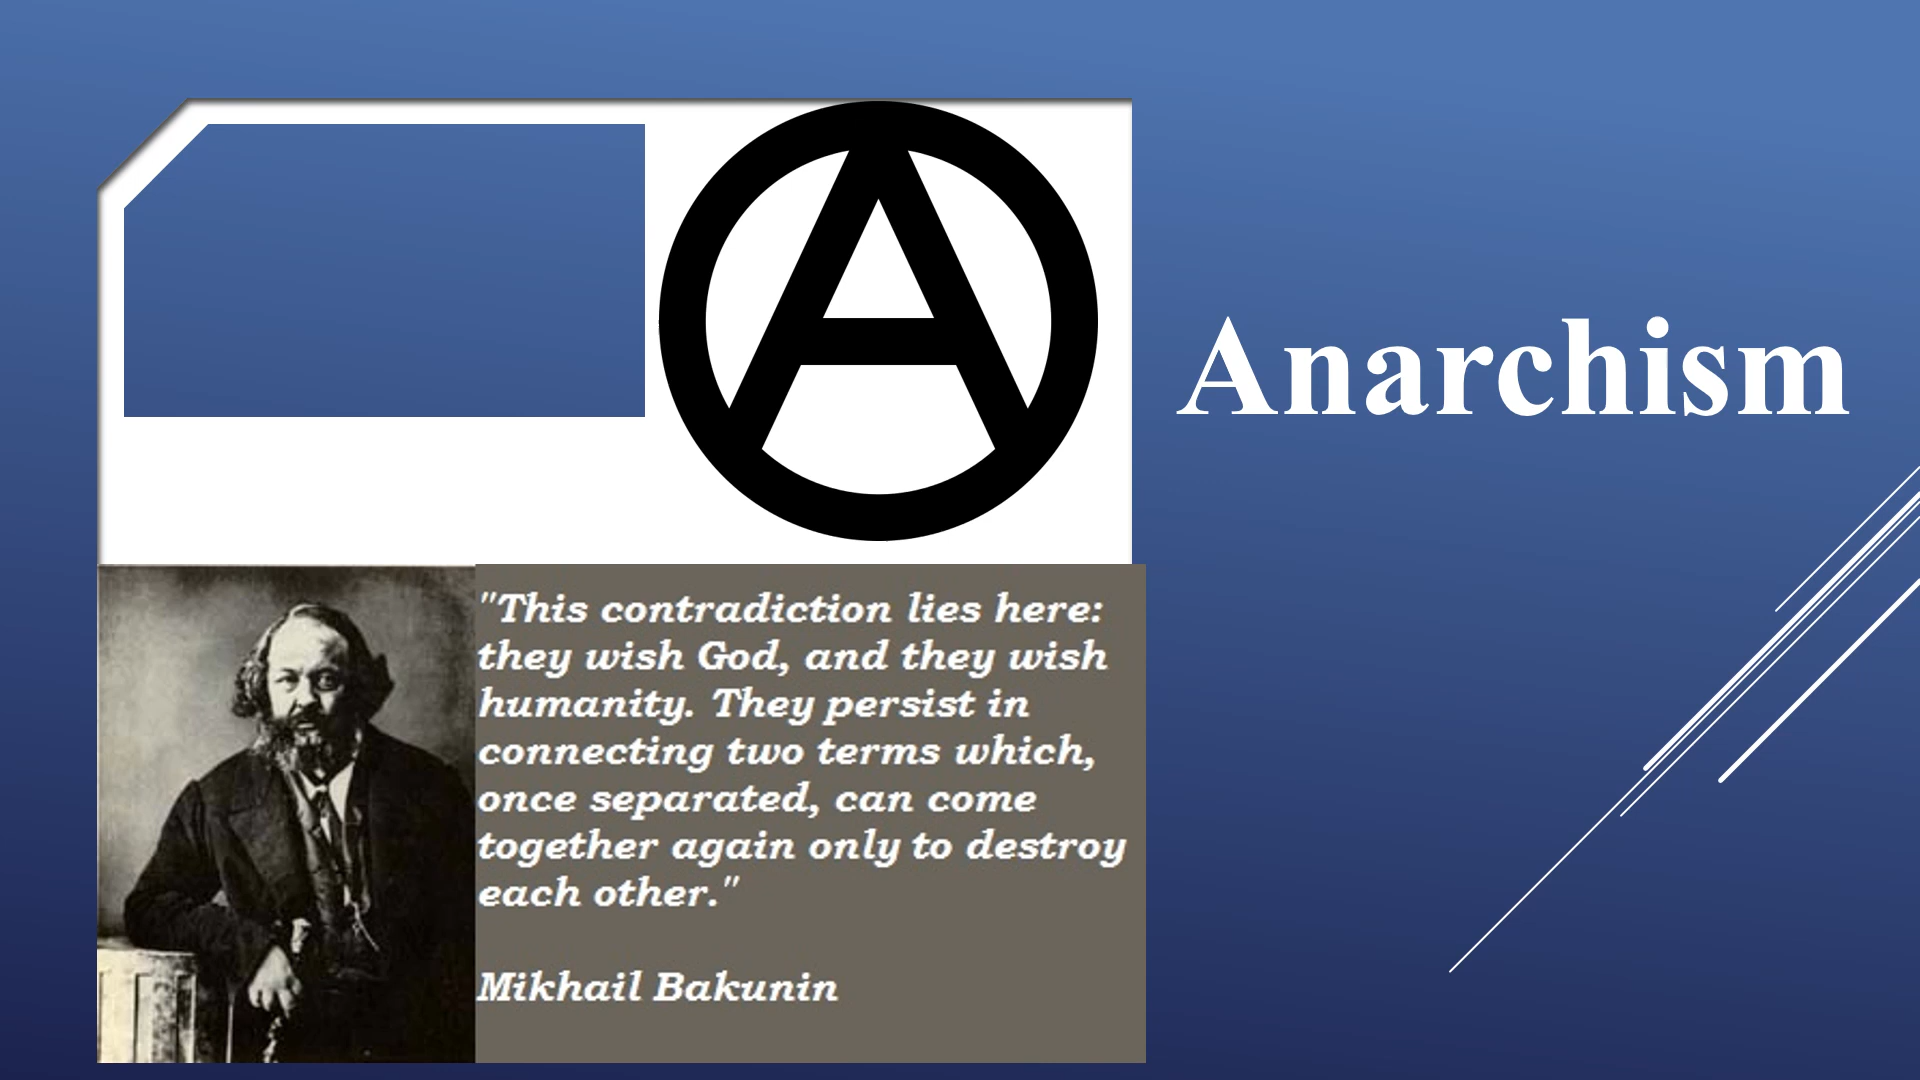 A
Anarchism
"This contradiction lies here:
they wish God, and they wish
humanity. They persist in
connecting two terms which,
once separated, can come
together again only to destroy
each other."
Mikhail Bakunin